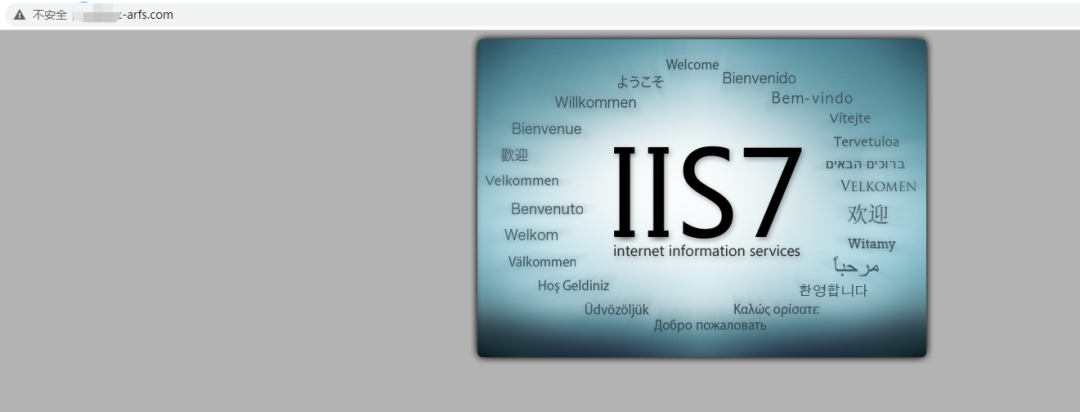 不安全
-arfs.com
Welcome
ようこそ
Bienvenido
Willkommen
Bem-vindo
Vítejte
Bienvenue
Tervetuloa
歡迎
ברוכים הבאים
Velkommen
VELKOMEN
IIS7
Benvenuto
欢迎
Welkom
Witamy
internet information services
Välkommen
مرحباً
Hoş Geldiniz
환영합니다
Üdvözöljük
Καλώς ορίσατε
Добро пожаловать